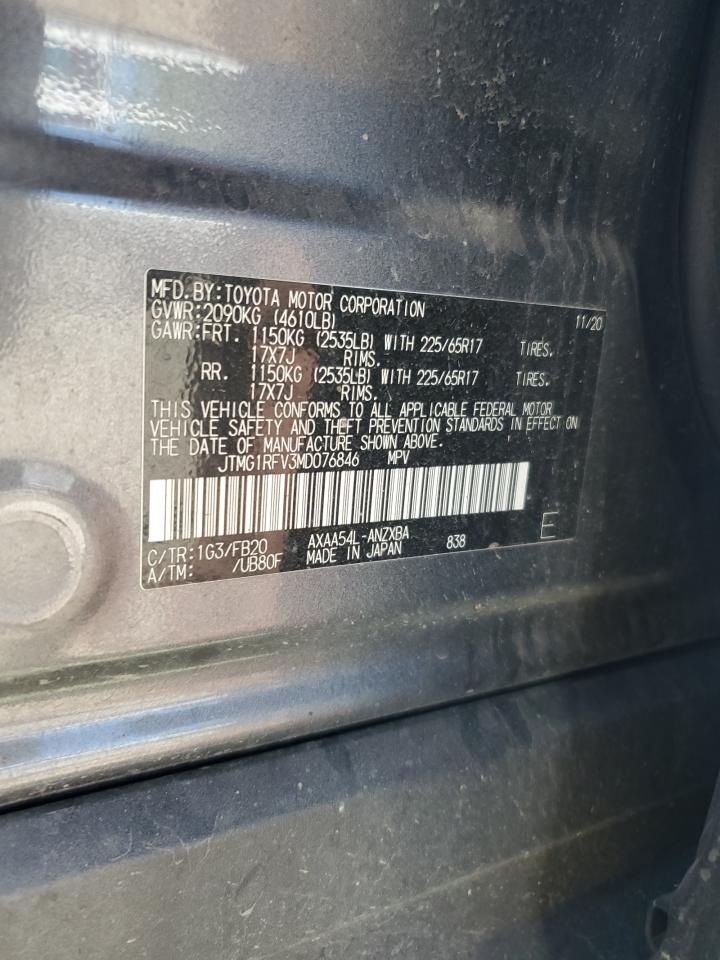 MFD.BY:TOYOTA MOTOR CORPORATION 11/20
GVWR:2090KG (4610LB)
GAWR:FRT. 1150KG (2535LB) WITH 225/65R17 TIRES.
17X7J RIMS.
RR. 1150KG (2535LB) WITH 225/65R17 TIRES.
17X7J RIMS.
THIS VEHICLE CONFORMS TO ALL APPLICABLE FEDERAL MOTOR
VEHICLE SAFETY AND THEFT PREVENTION STANDARDS IN EFFECT ON
THE DATE OF MANUFACTURE SHOWN ABOVE.
JTMG1RFV3MD076846 MPV
C/TR:1G3/FB20 AXAA54L-ANZXBA 838 E
A/TM: /UB80F MADE IN JAPAN